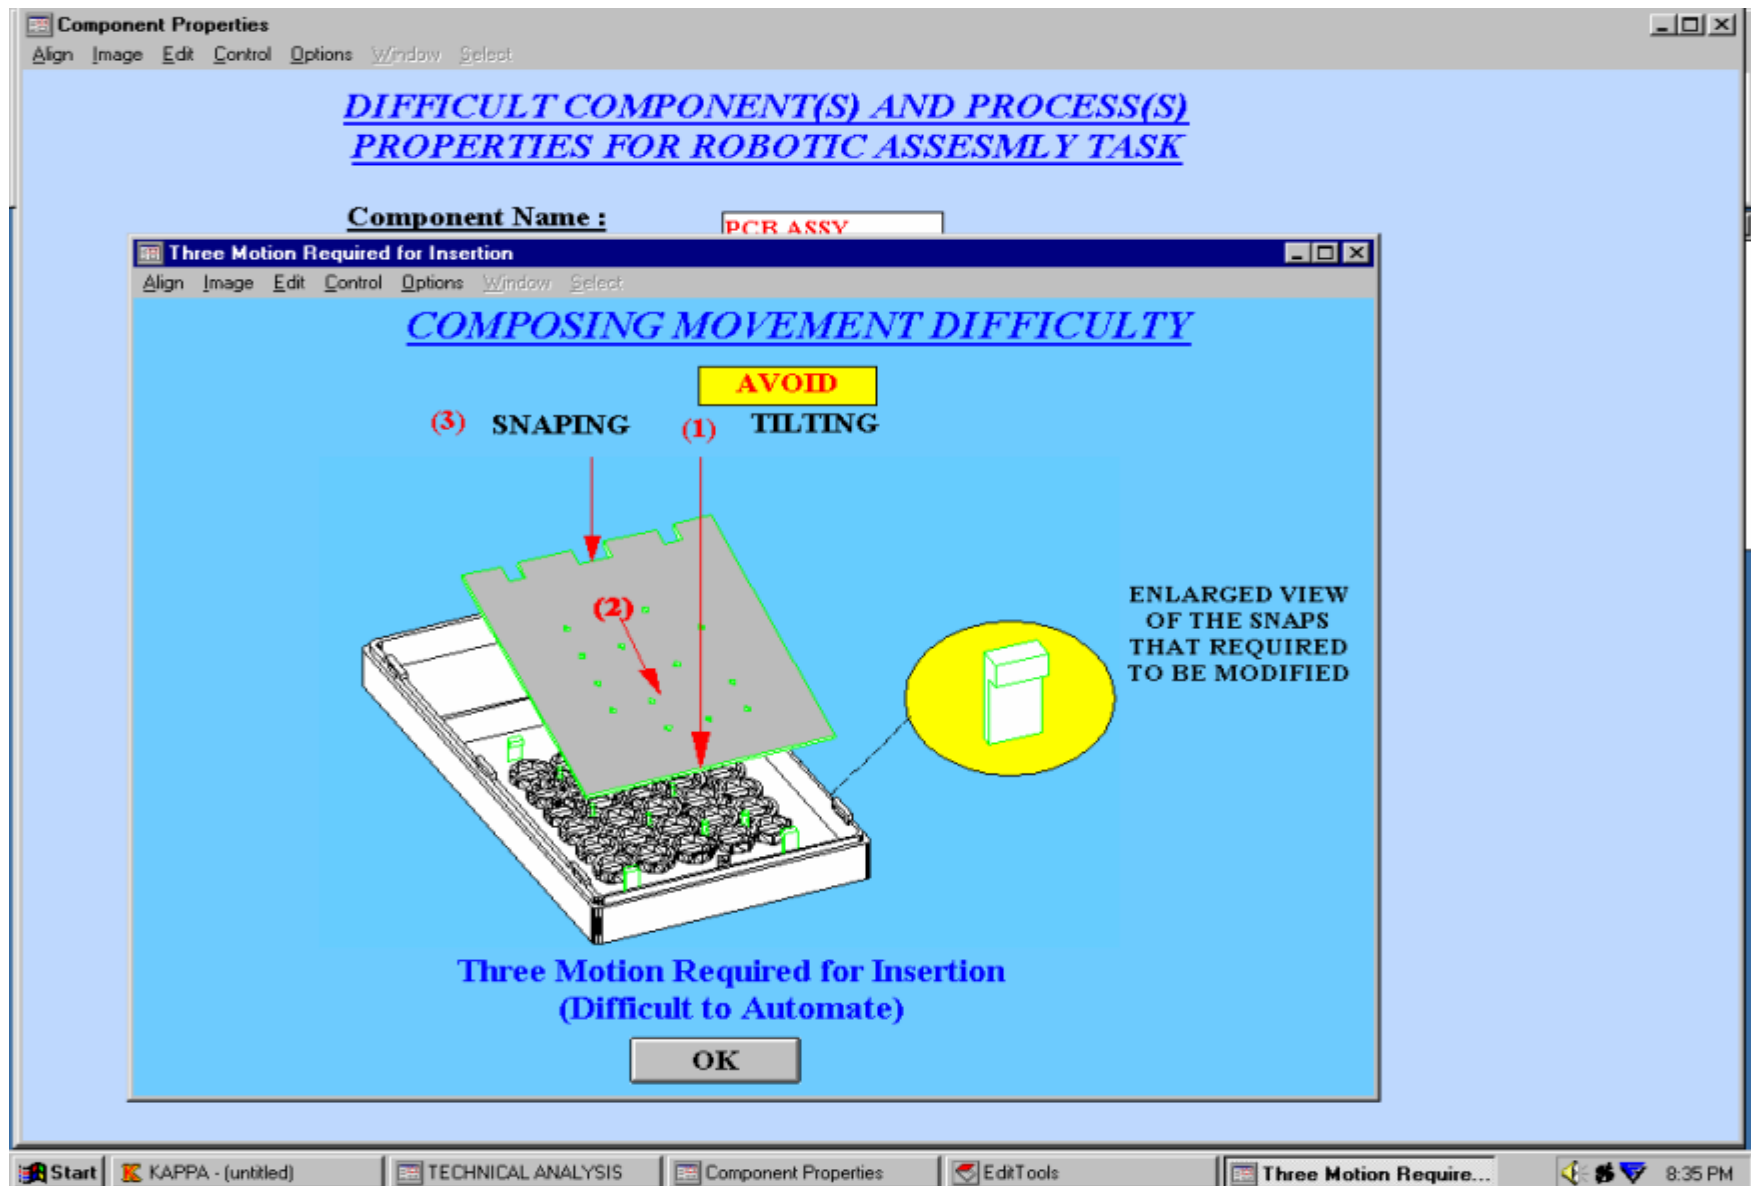 Component Properties
Align Image Edit Control Options Window Select
DIFFICULT COMPONENT(S) AND PROCESS(S)
PROPERTIES FOR ROBOTIC ASSESMLY TASK
Component Name :
PCB ASSY
Three Motion Required for Insertion
Align Image Edit Control Options Window Select
COMPOSING MOVEMENT DIFFICULTY
AVOID
(3) SNAPING (1) TILTING
(2)
ENLARGED VIEW
OF THE SNAPS
THAT REQUIRED
TO BE MODIFIED
Three Motion Required for Insertion
(Difficult to Automate)
OK
Start KAPPA - (untitled) TECHNICAL ANALYSIS Component Properties EditTools Three Motion Require... 8:35 PM